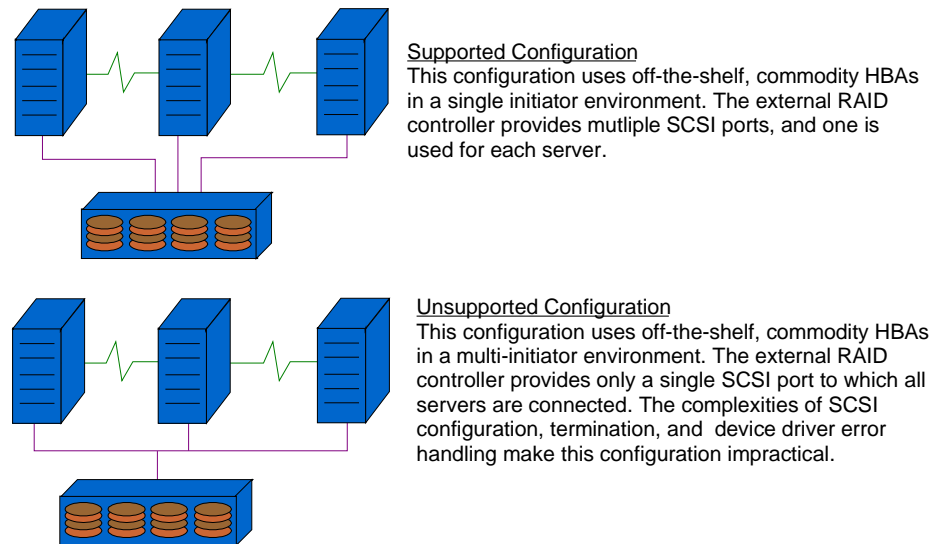 Supported Configuration
This configuration uses off-the-shelf, commodity HBAs
in a single initiator environment. The external RAID
controller provides mutliple SCSI ports, and one is
used for each server.
Unsupported Configuration
This configuration uses off-the-shelf, commodity HBAs
in a multi-initiator environment. The external RAID
controller provides only a single SCSI port to which all
servers are connected. The complexities of SCSI
configuration, termination, and device driver error
handling make this configuration impractical.